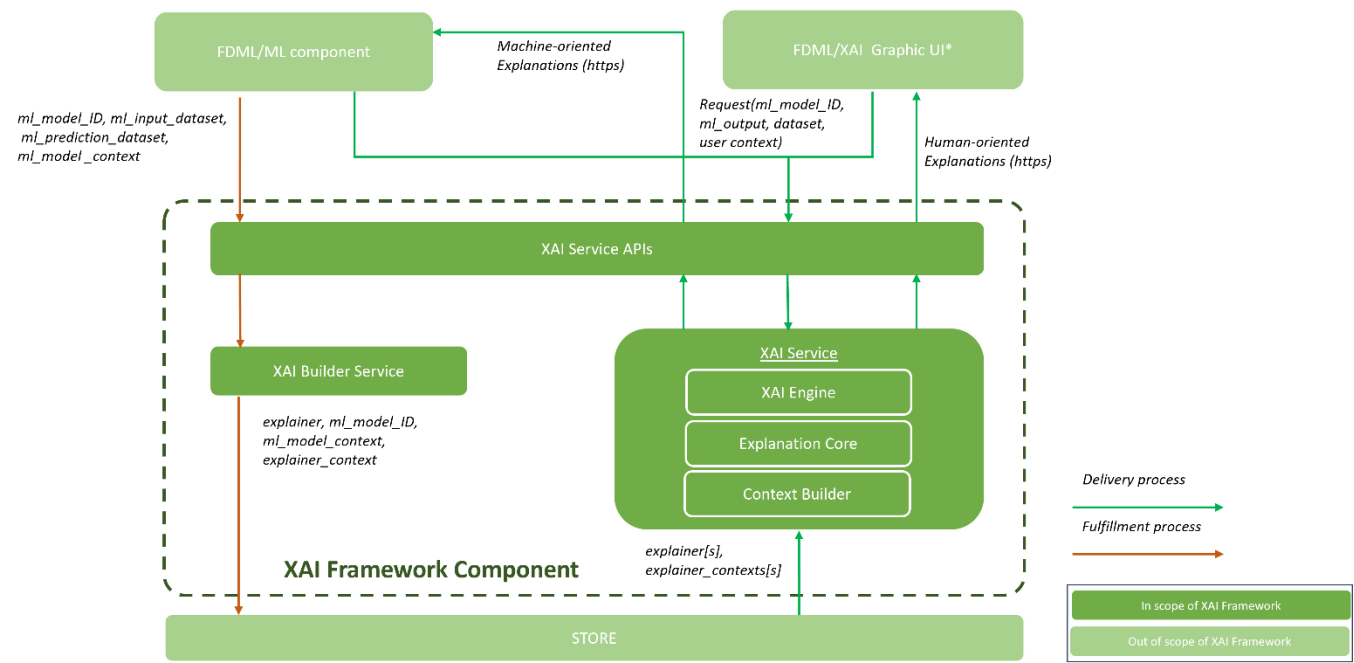 FDML/ML component
FDML/XAI  Graphic UI*
Machine-oriented
Explanations (https)
Request(ml_model_ID,
ml_output, dataset,
user context)
ml_model_ID, ml_input_dataset,
ml_prediction_dataset,
ml_model _context
Human-oriented
Explanations (https)
XAI Service APIs
XAI Builder Service
XAI Service
XAI Engine
Explanation Core
Context Builder
explainer, ml_model_ID,
ml_model_context,
explainer_context
explainer[s],
explainer_contexts[s]
XAI Framework Component
STORE
Delivery process
Fulfillment process
In scope of XAI Framework
Out of scope of XAI Framework